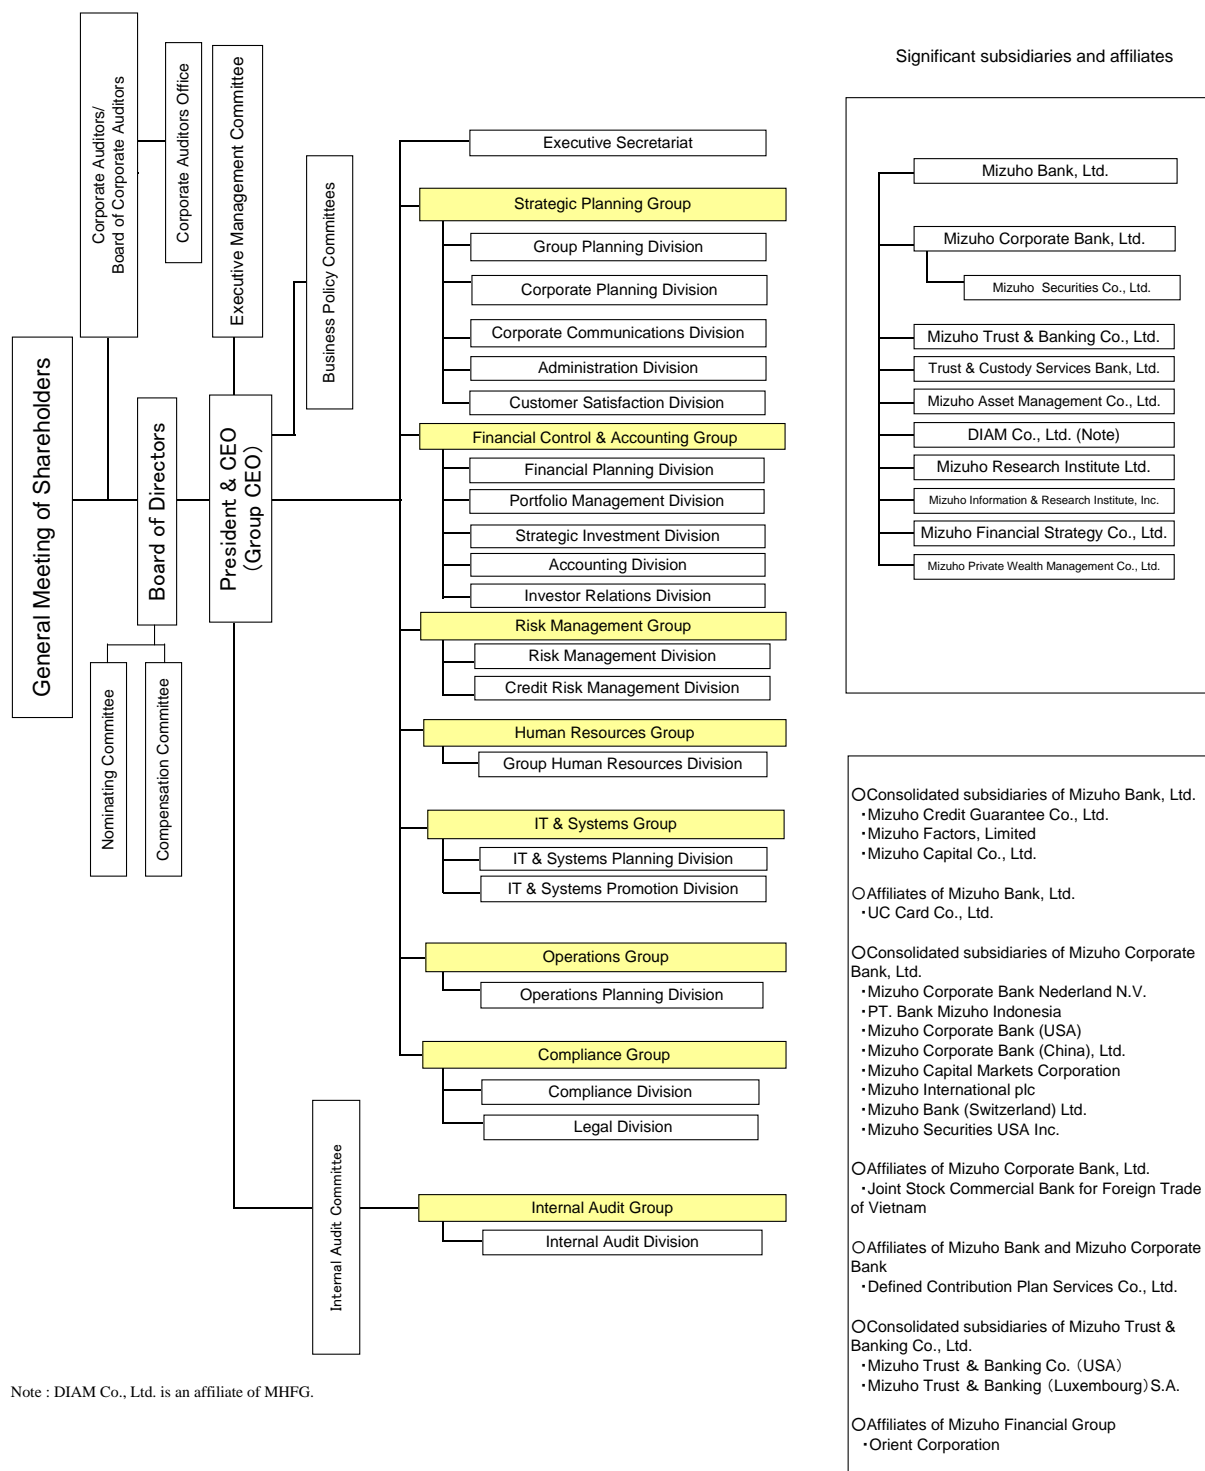 General Meeting of Shareholders
Corporate Auditors/
Board of Corporate Auditors
Corporate Auditors Office
Board of Directors
Nominating Committee
Compensation Committee
President & CEO
(Group CEO)
Executive Management Committee
Business Policy Committees
Executive Secretariat
Strategic Planning Group
Group Planning Division
Corporate Planning Division
Corporate Communications Division
Administration Division
Customer Satisfaction Division
Financial Control & Accounting Group
Financial Planning Division
Portfolio Management Division
Strategic Investment Division
Accounting Division
Investor Relations Division
Risk Management Group
Risk Management Division
Credit Risk Management Division
Human Resources Group
Group Human Resources Division
IT & Systems Group
IT & Systems Planning Division
IT & Systems Promotion Division
Operations Group
Operations Planning Division
Compliance Group
Compliance Division
Legal Division
Internal Audit Committee
Internal Audit Group
Internal Audit Division
Note : DIAM Co., Ltd. is an affiliate of MHFG.
Significant subsidiaries and affiliates
Mizuho Bank, Ltd.
Mizuho Corporate Bank, Ltd.
Mizuho Securities Co., Ltd.
Mizuho Trust & Banking Co., Ltd.
Trust & Custody Services Bank, Ltd.
Mizuho Asset Management Co., Ltd.
DIAM Co., Ltd. (Note)
Mizuho Research Institute Ltd.
Mizuho Information & Research Institute, Inc.
Mizuho Financial Strategy Co., Ltd.
Mizuho Private Wealth Management Co., Ltd.
○Consolidated subsidiaries of Mizuho Bank, Ltd.
・Mizuho Credit Guarantee Co., Ltd.
・Mizuho Factors, Limited
・Mizuho Capital Co., Ltd.
○Affiliates of Mizuho Bank, Ltd.
・UC Card Co., Ltd.
○Consolidated subsidiaries of Mizuho Corporate
Bank, Ltd.
・Mizuho Corporate Bank Nederland N.V.
・PT. Bank Mizuho Indonesia
・Mizuho Corporate Bank (USA)
・Mizuho Corporate Bank (China), Ltd.
・Mizuho Capital Markets Corporation
・Mizuho International plc
・Mizuho Bank (Switzerland) Ltd.
・Mizuho Securities USA Inc.
○Affiliates of Mizuho Corporate Bank, Ltd.
・Joint Stock Commercial Bank for Foreign Trade
of Vietnam
○Affiliates of Mizuho Bank and Mizuho Corporate
Bank
・Defined Contribution Plan Services Co., Ltd.
○Consolidated subsidiaries of Mizuho Trust &
Banking Co., Ltd.
・Mizuho Trust ＆ Banking Co.（USA）
・Mizuho Trust ＆ Banking（Luxembourg）S.A.
○Affiliates of Mizuho Financial Group
・Orient Corporation